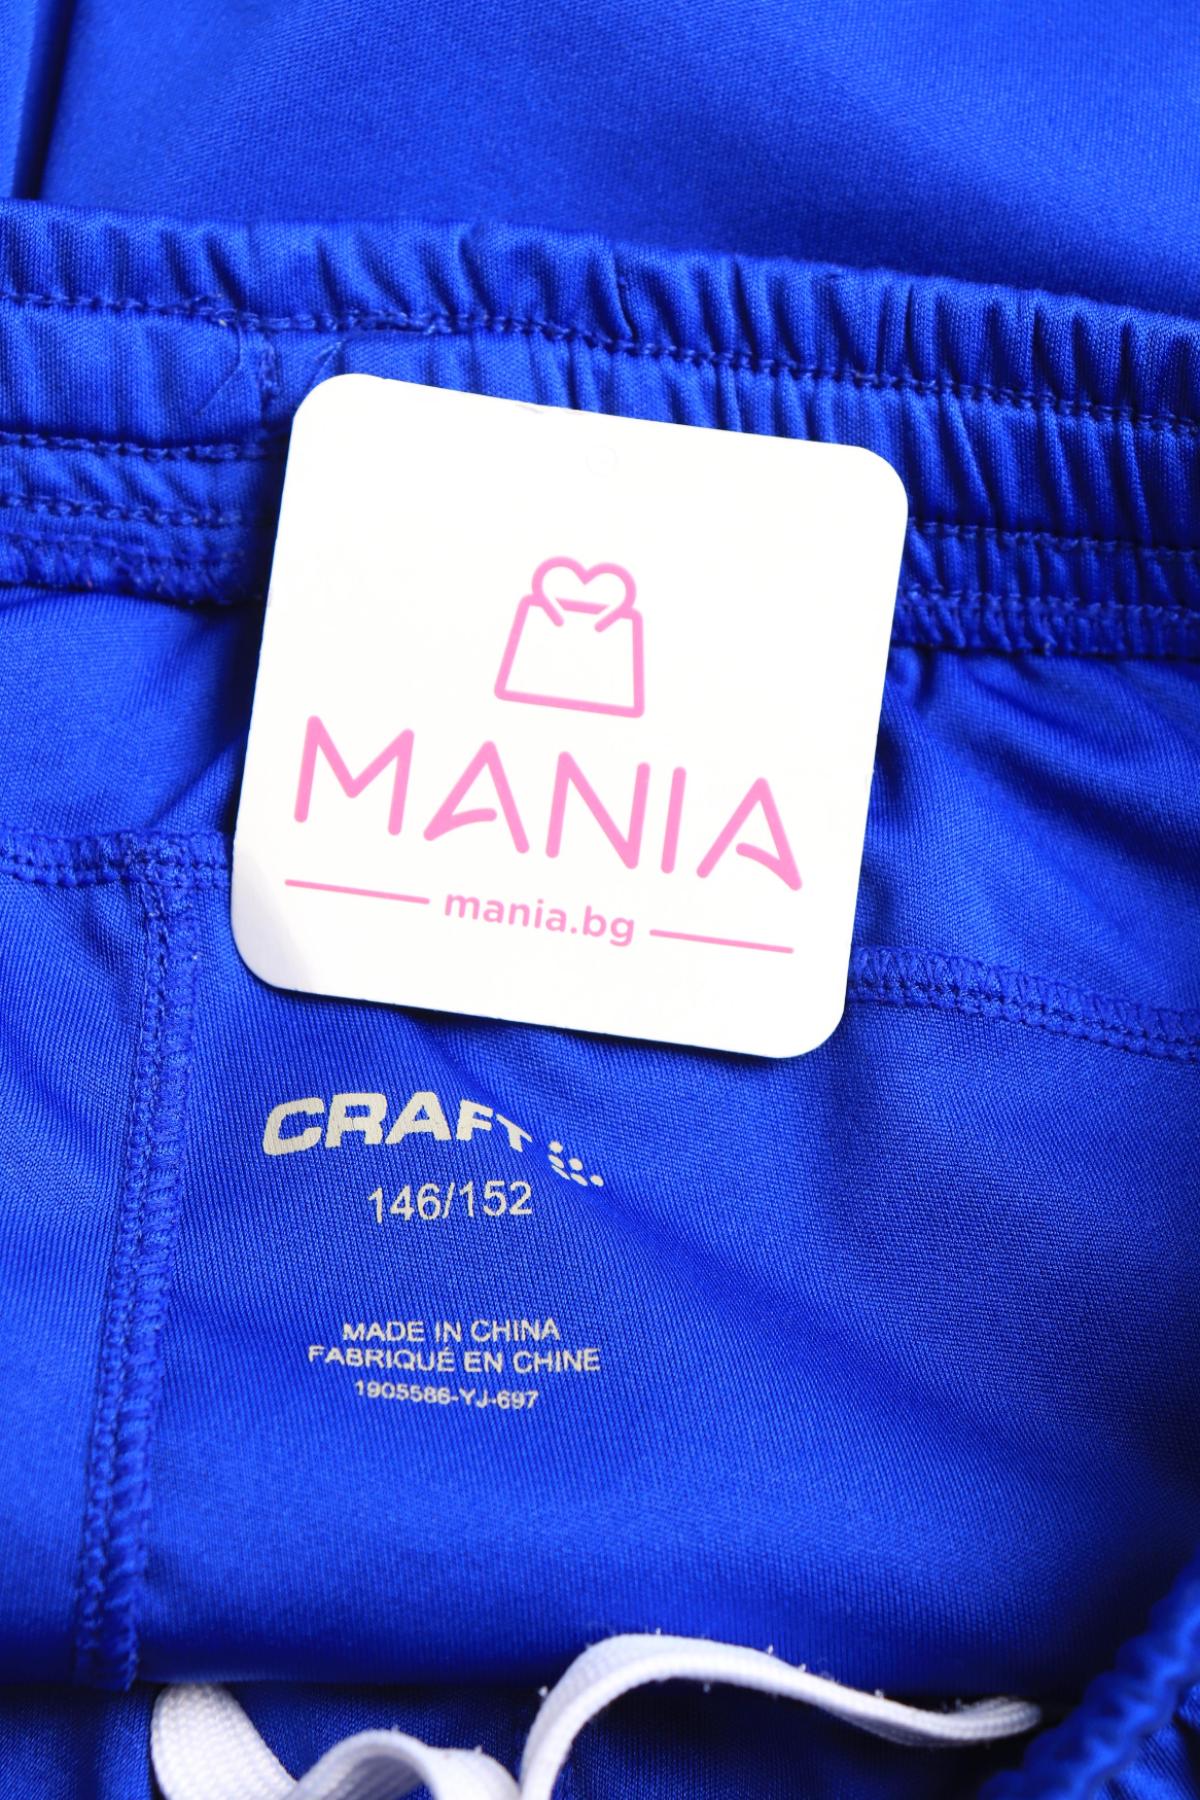 MANIA
mania.bg
CRAFT
146/152
MADE IN CHINA
FABRIQUÉ EN CHINE
1905586-YJ-697